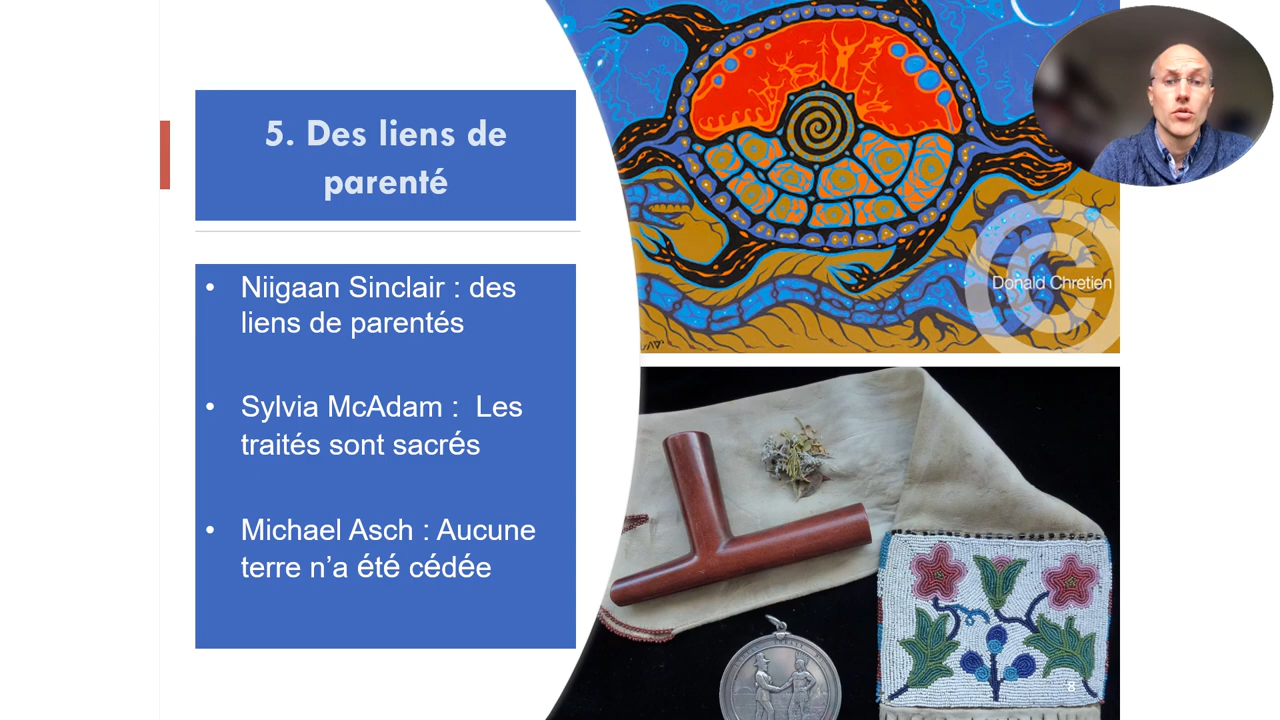 5. Des liens de
parenté
• Niigaan Sinclair : des
liens de parentés
• Sylvia McAdam : Les
traités sont sacrés
• Michael Asch : Aucune
terre n’a été cédée
Donald Chretien